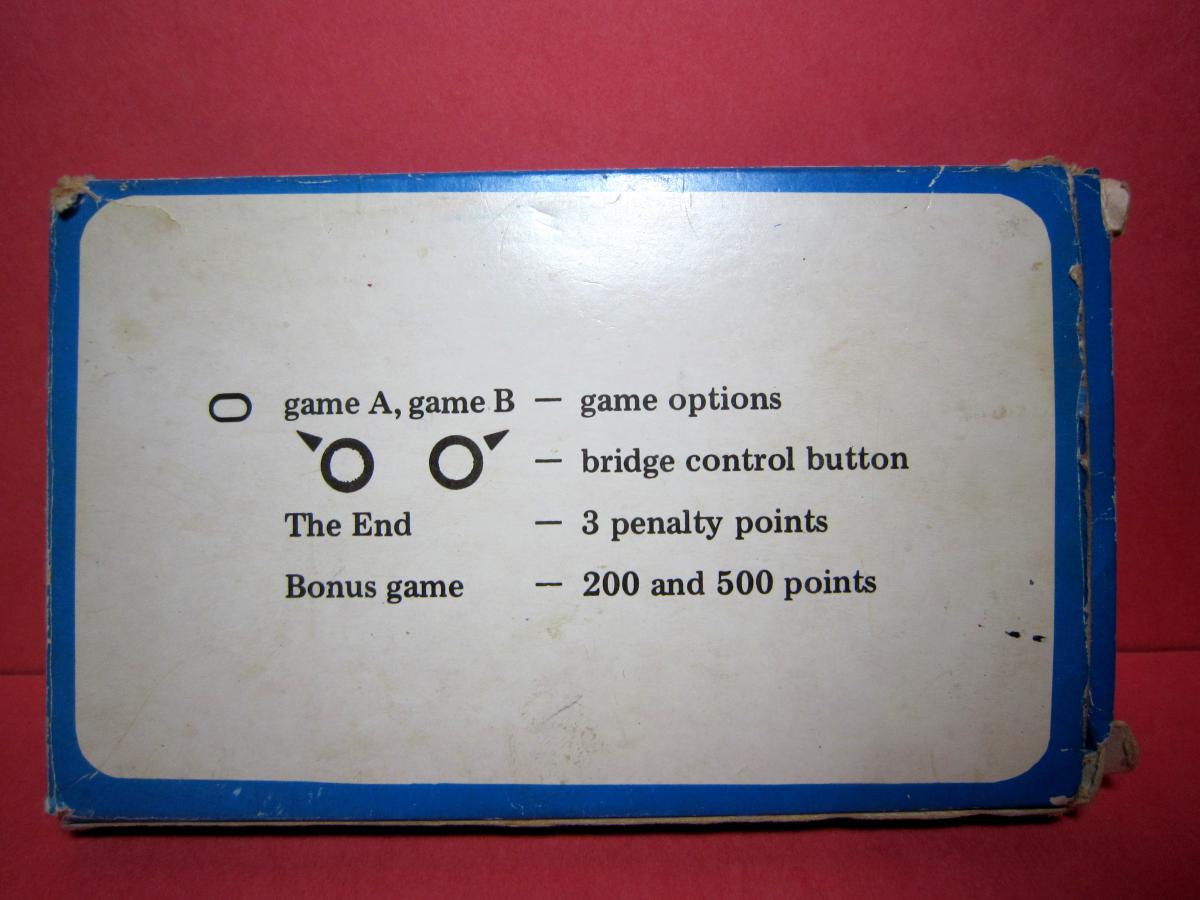 game A, game B — game options
— bridge control button
The End — 3 penalty points
Bonus game — 200 and 500 points